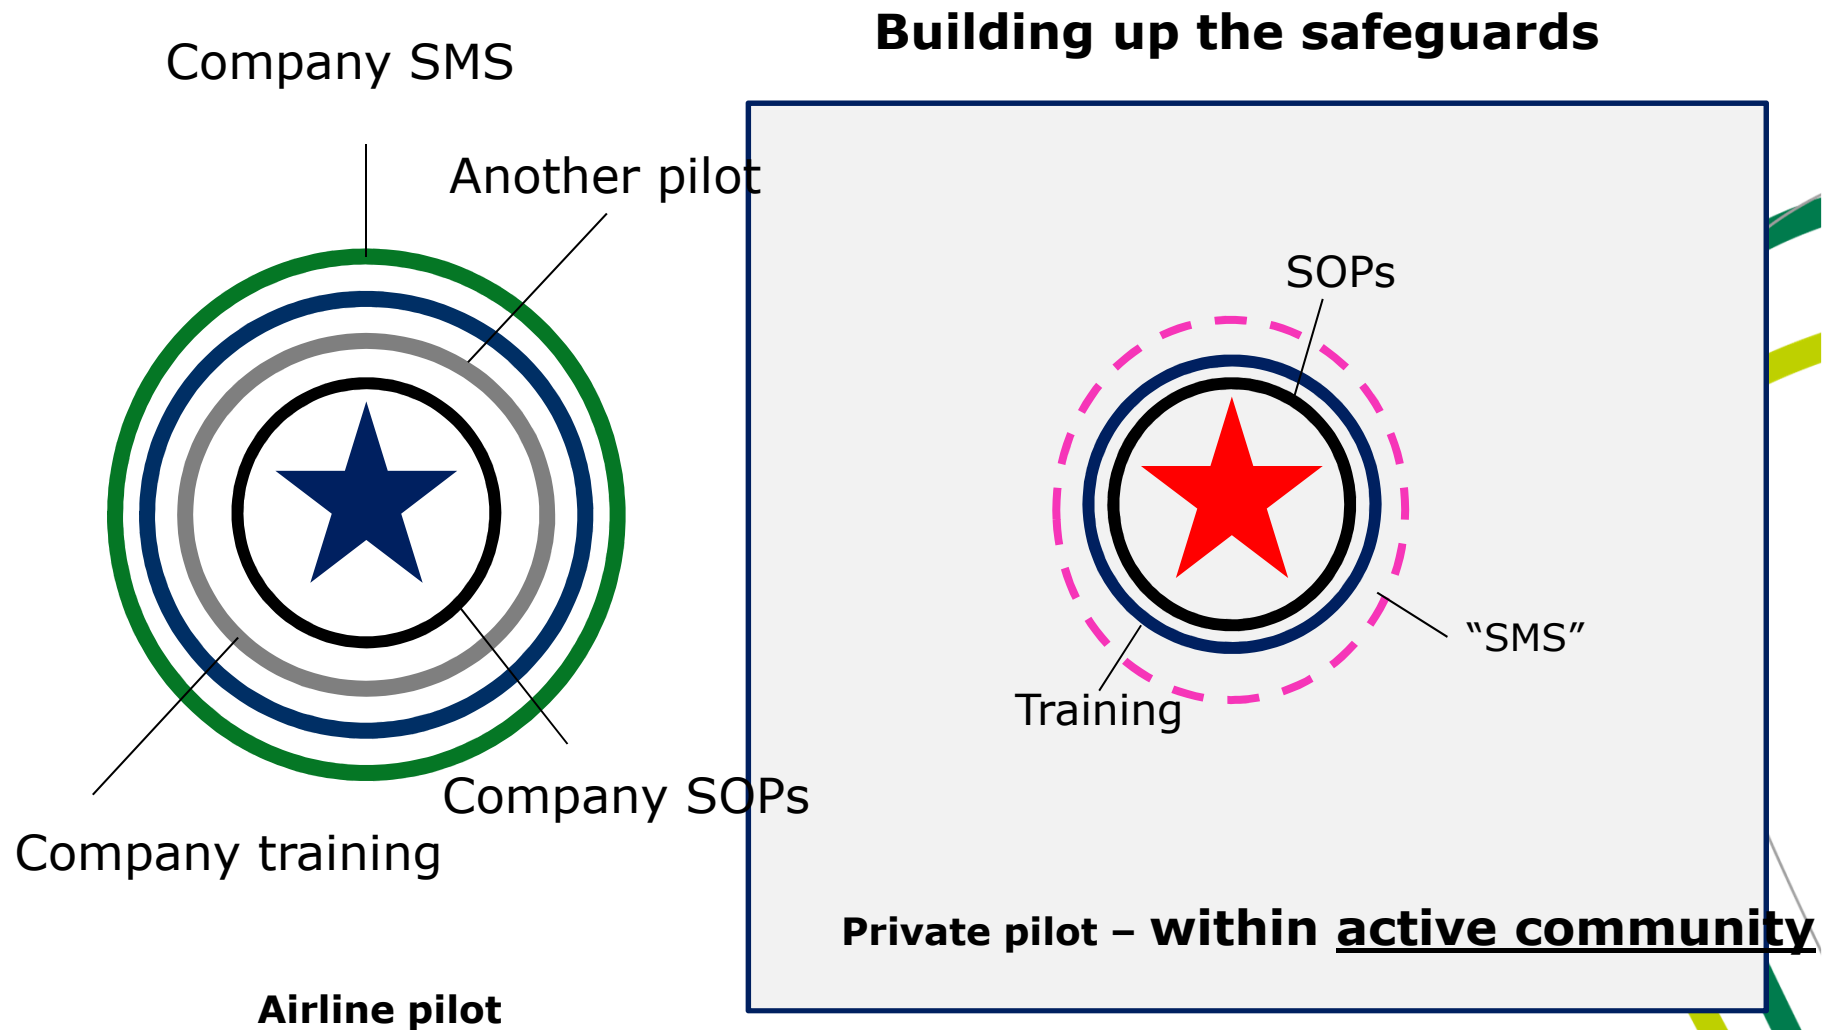 Building up the safeguards
Company SMS
Another pilot
SOPs
“SMS”
Training
Company SOPs
Company training
Private pilot – within active community
Airline pilot